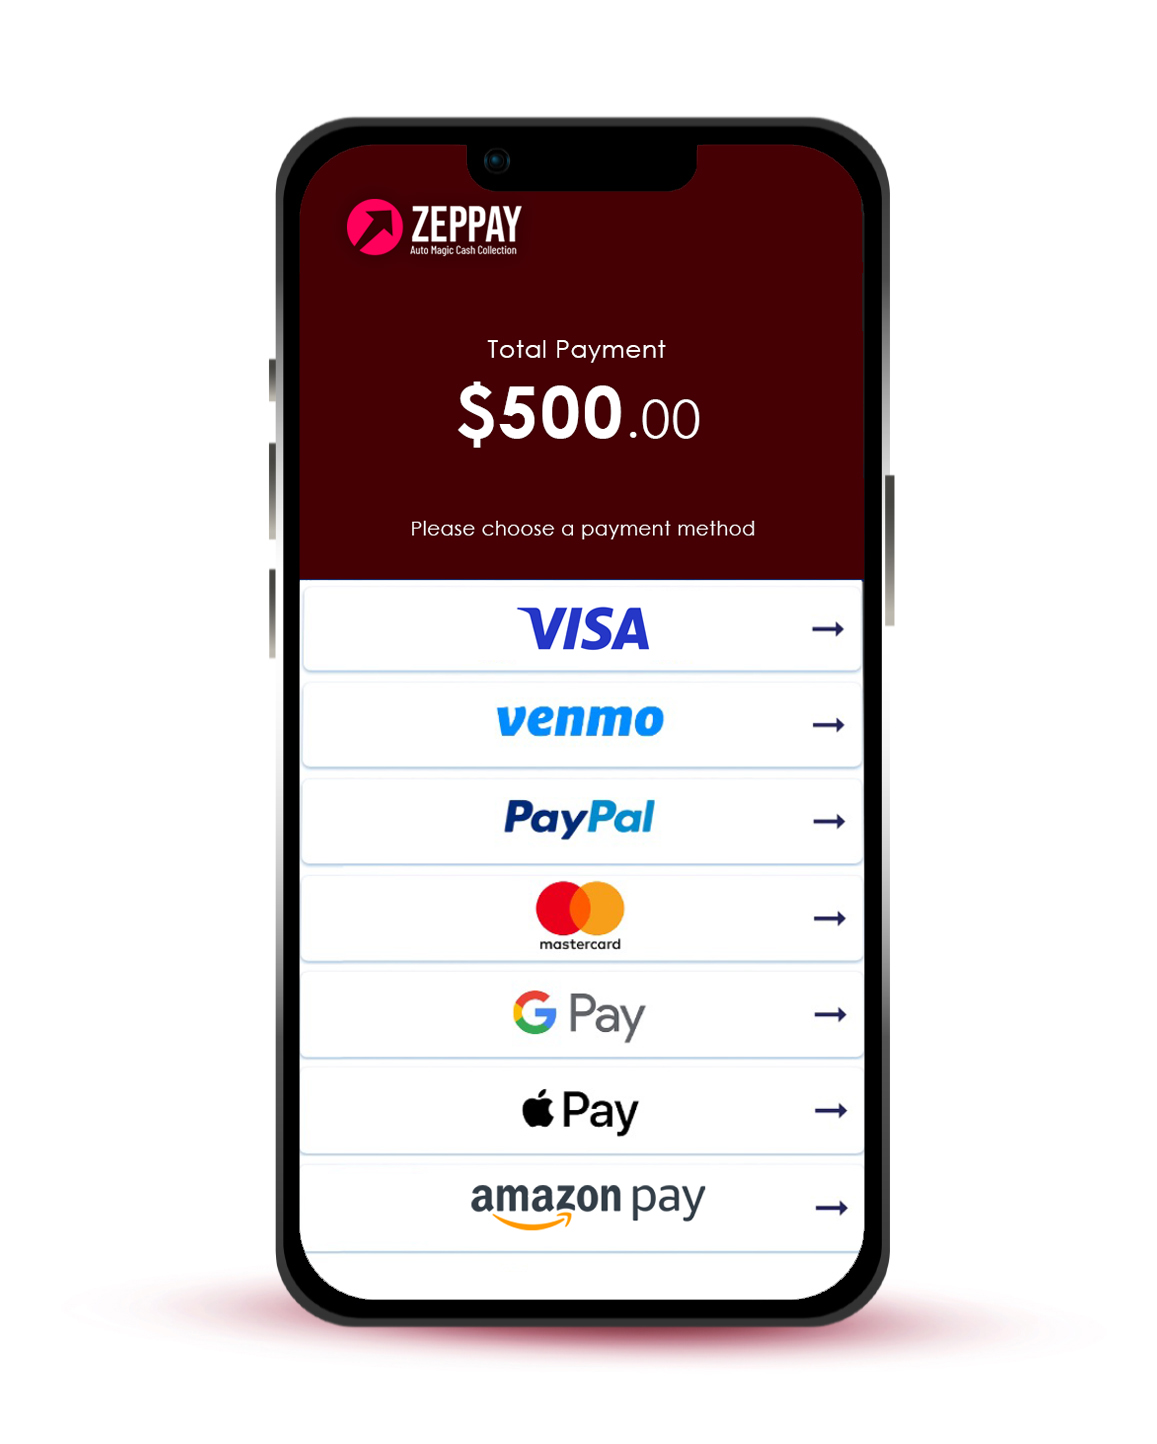 ZEPPAY
Auto Magic Cash Collection
Total Payment
$500.00
Please choose a payment method
VISA
venmo
PayPal
mastercard
G Pay
Pay
amazon pay